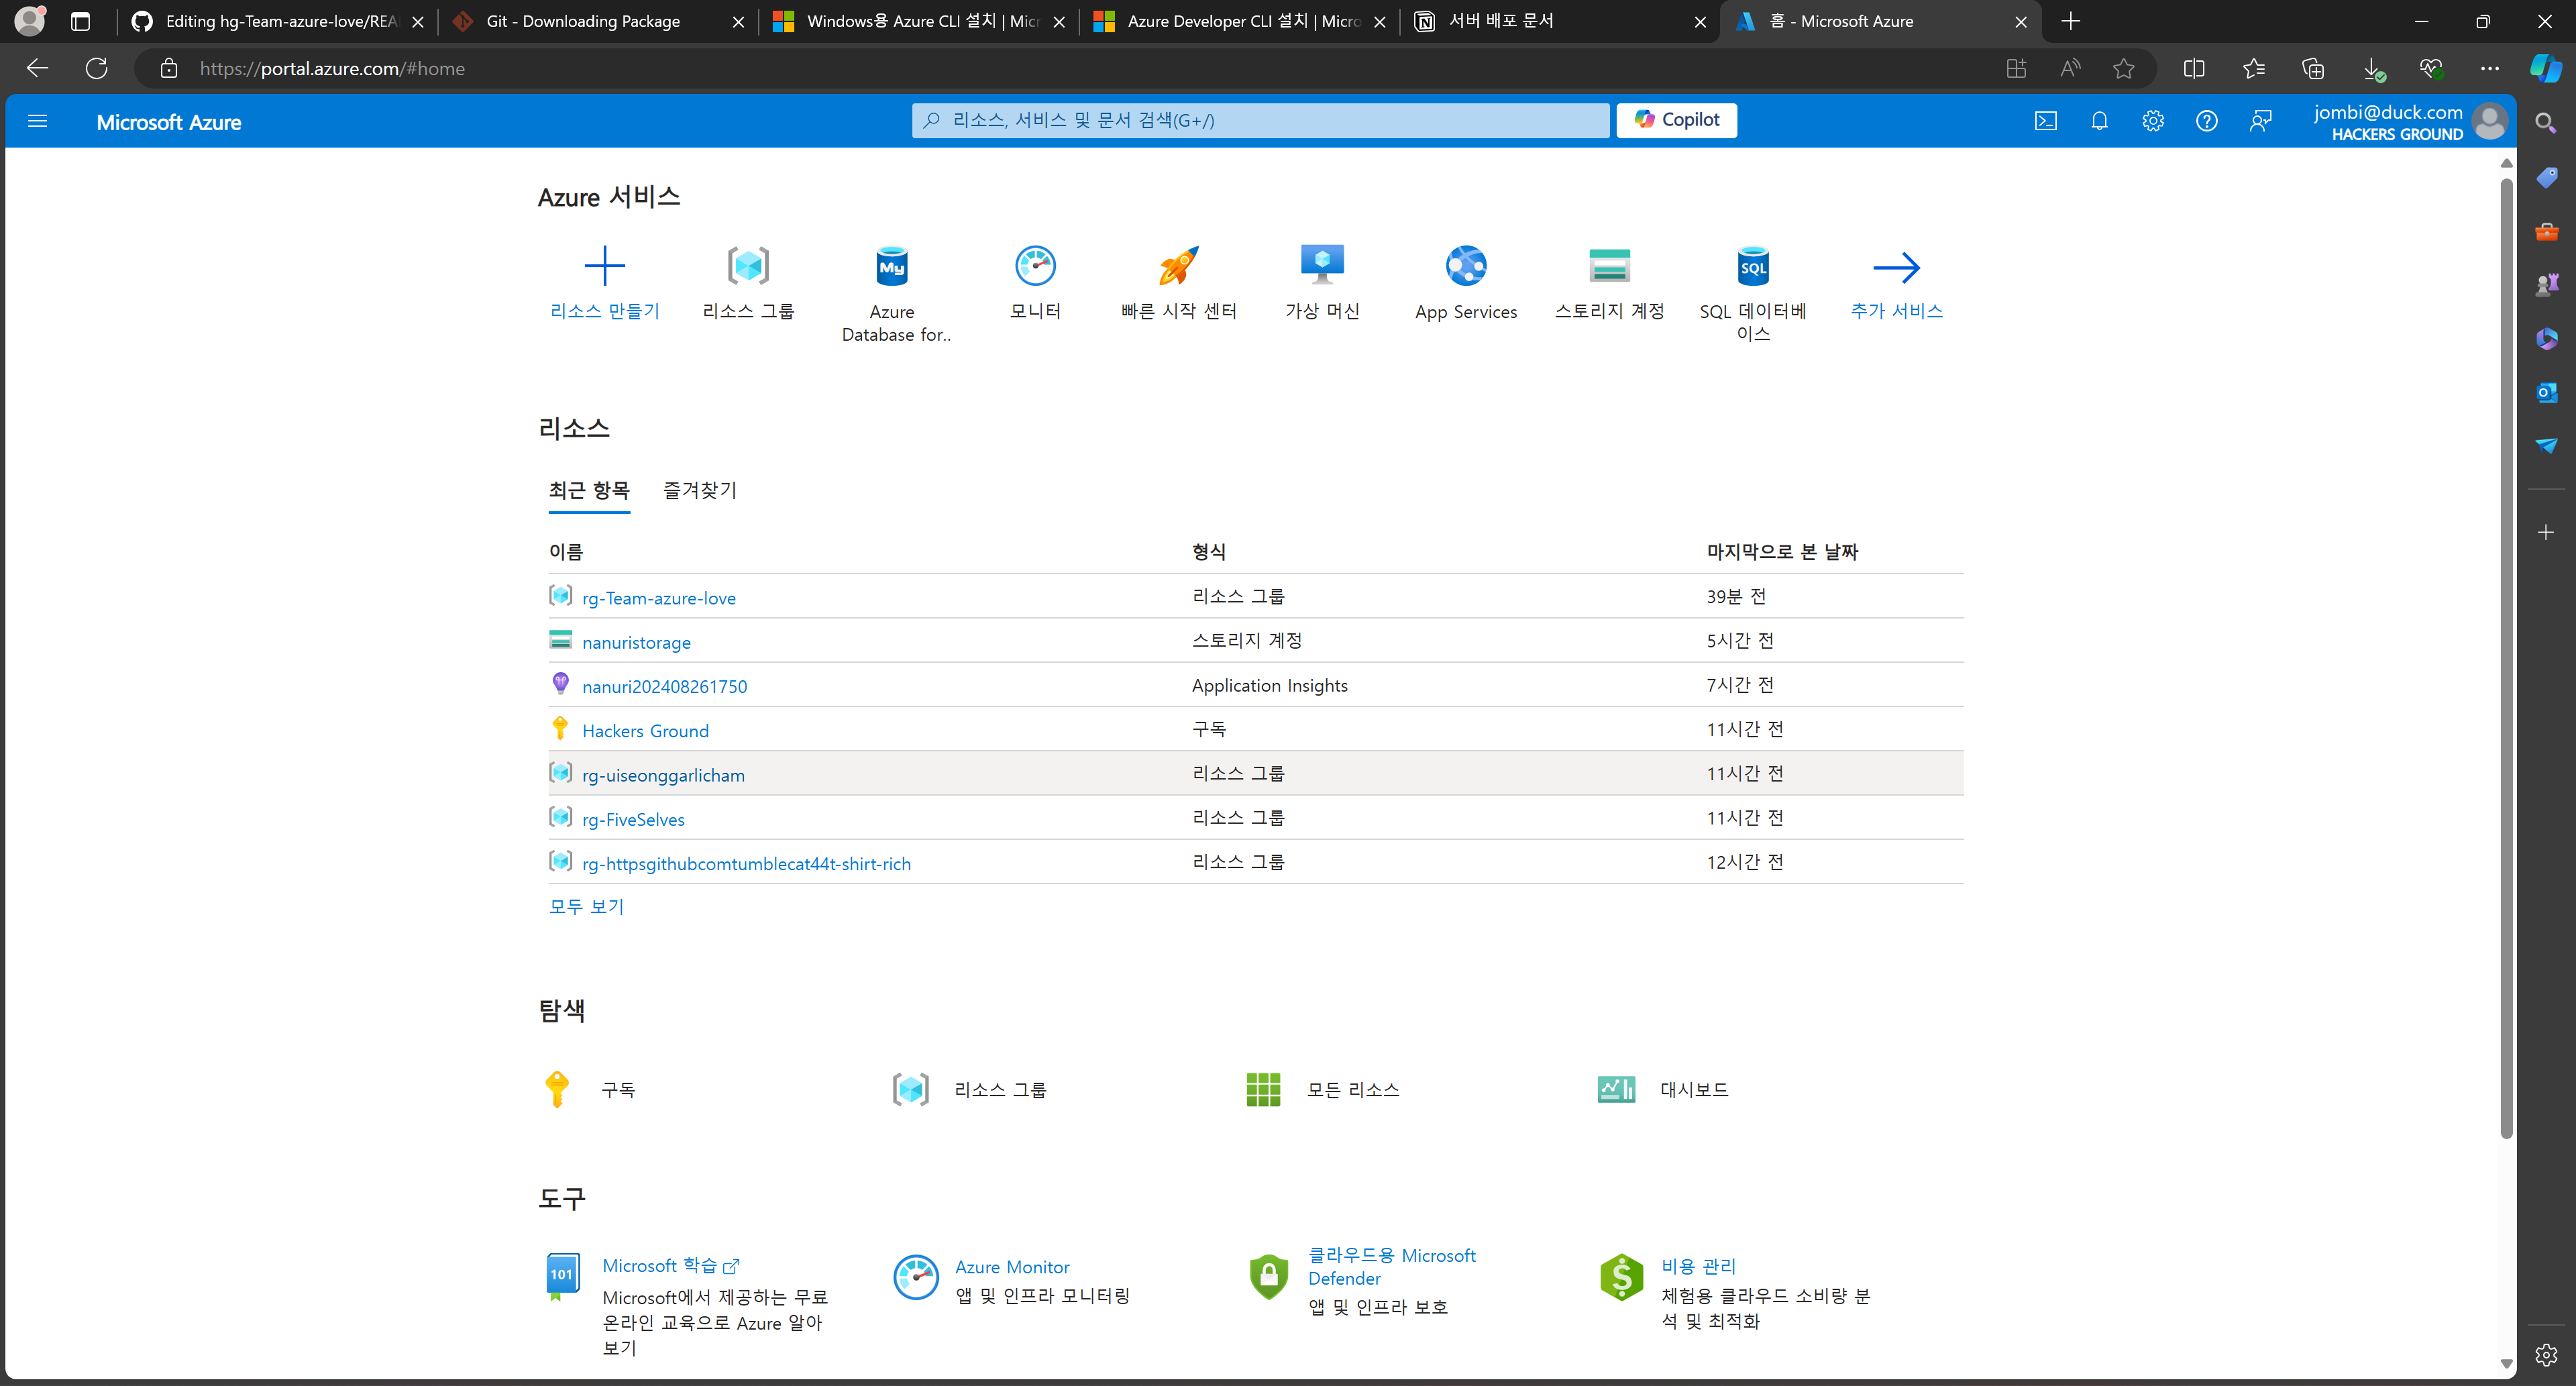 Editing hg-Team-azure-love/REA
Git - Downloading Package
Windows용 Azure CLI 설치 | Micr
Azure Developer CLI 설치 | Micro
서버 배포 문서
홈 - Microsoft Azure
https://portal.azure.com/#home
Microsoft Azure
리소스, 서비스 및 문서 검색(G+/)
Copilot
jombi@duck.com
HACKERS GROUND
Azure 서비스
리소스 만들기
리소스 그룹
Azure
Database for..
모니터
빠른 시작 센터
가상 머신
App Services
스토리지 계정
SQL 데이터베
이스
추가 서비스
My
SQL
리소스
최근 항목 즐겨찾기
이름 형식 마지막으로 본 날짜
rg-Team-azure-love 리소스 그룹 39분 전
nanuristorage 스토리지 계정 5시간 전
nanuri202408261750 Application Insights 7시간 전
Hackers Ground 구독 11시간 전
rg-uiseonggarlicham 리소스 그룹 11시간 전
rg-FiveSelves 리소스 그룹 11시간 전
rg-httpsgithubcomtumblecat44t-shirt-rich 리소스 그룹 12시간 전
모두 보기
탐색
구독
리소스 그룹
모든 리소스
대시보드
도구
101
Microsoft 학습
Microsoft에서 제공하는 무료
온라인 교육으로 Azure 알아
보기
Azure Monitor
앱 및 인프라 모니터링
클라우드용 Microsoft
Defender
앱 및 인프라 보호
비용 관리
체험용 클라우드 소비량 분
석 및 최적화